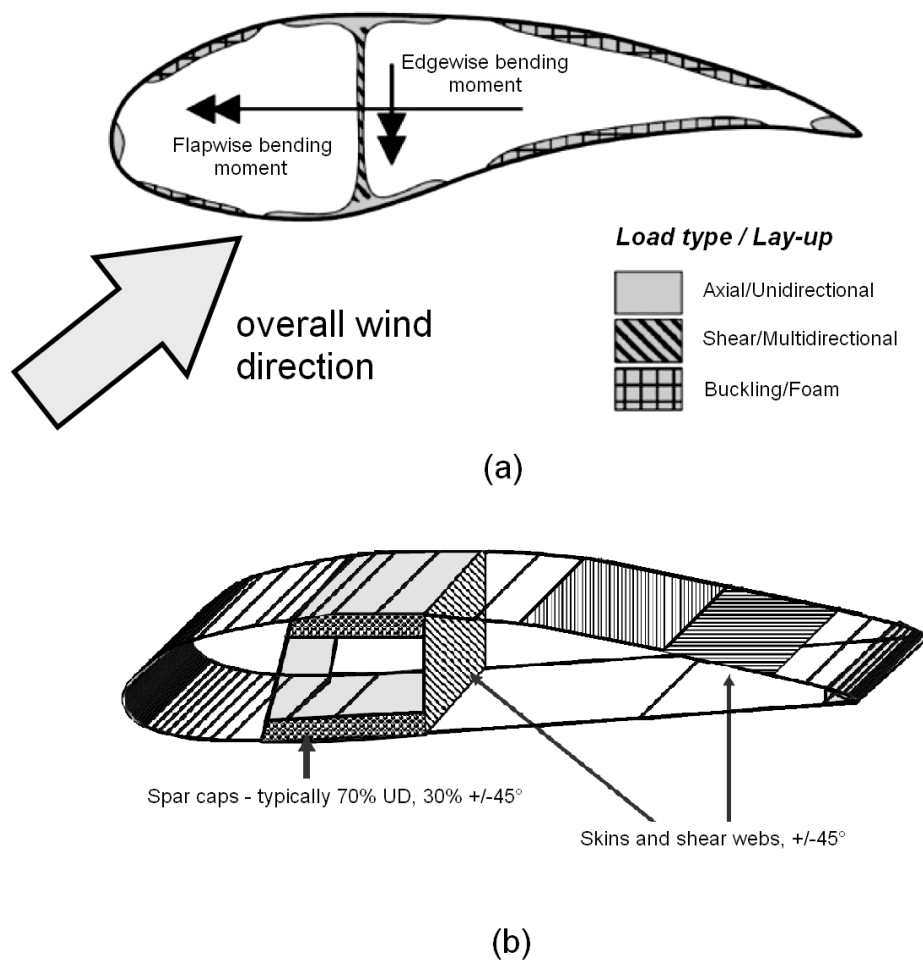 Edgewise bending
moment
Flapwise bending
moment
overall wind
direction
Load type / Lay-up
Axial/Unidirectional
Shear/Multidirectional
Buckling/Foam
(a)
Spar caps - typically 70% UD, 30% +/-45°
Skins and shear webs, +/-45°
(b)